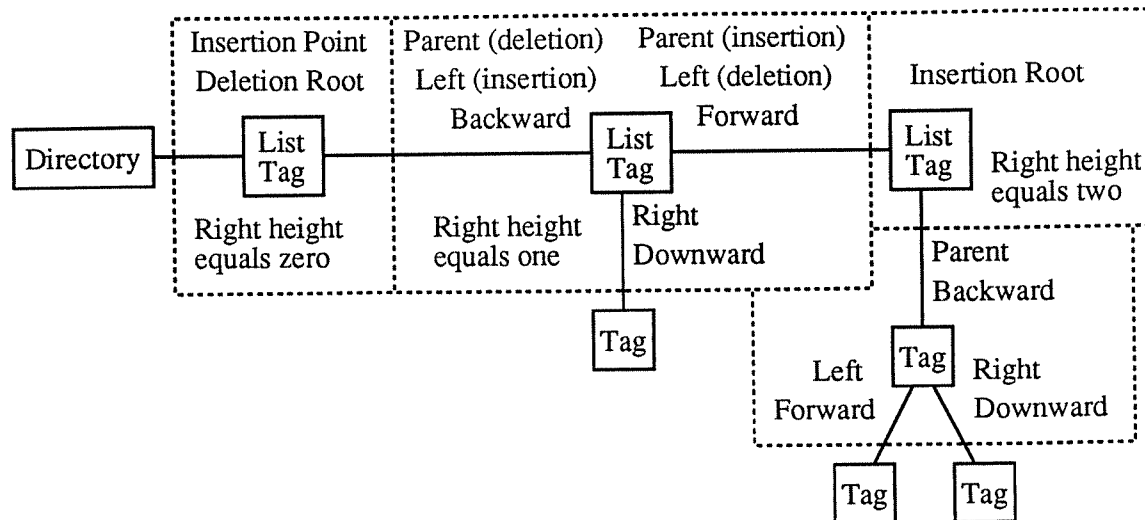 Insertion Point
Deletion Root
Parent (deletion)
Left (insertion)
Backward
Parent (insertion)
Left (deletion)
Forward
Insertion Root
Directory
List
Tag
List
Tag
List
Tag
Right height
equals two
Right height
equals zero
Right height
equals one
Right
Downward
Parent
Backward
Tag
Tag
Left
Forward
Right
Downward
Tag
Tag